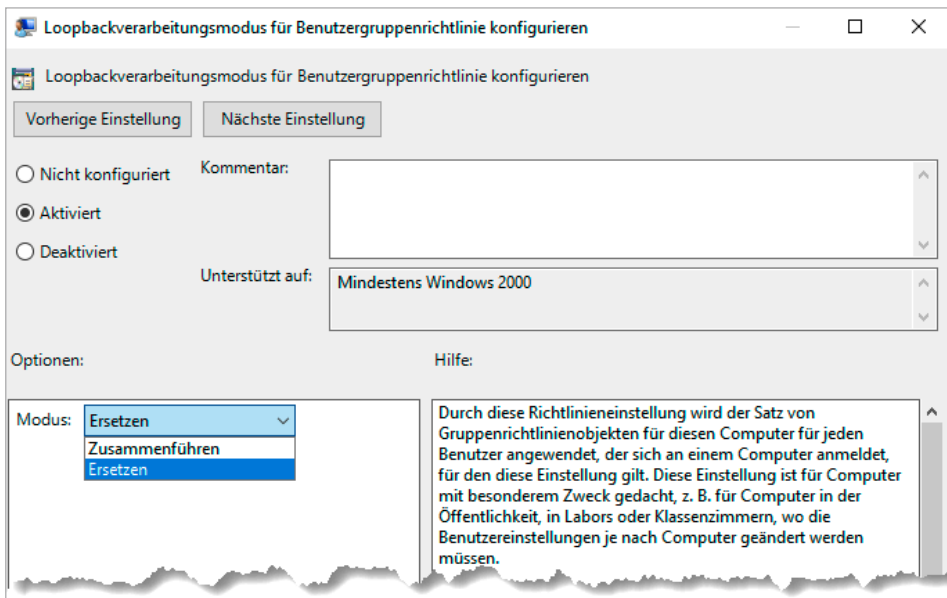 Loopbackverarbeitungsmodus für Benutzergruppenrichtlinie konfigurieren
Loopbackverarbeitungsmodus für Benutzergruppenrichtlinie konfigurieren
Vorherige Einstellung
Nächste Einstellung
Nicht konfiguriert
Kommentar:
Aktiviert
Deaktiviert
Unterstützt auf:
Mindestens Windows 2000
Optionen:
Hilfe:
Modus:
Ersetzen
Zusammenführen
Ersetzen
Durch diese Richtlinieneinstellung wird der Satz von
Gruppenrichtlinienobjekten für diesen Computer für jeden
Benutzer angewendet, der sich an einem Computer anmeldet,
für den diese Einstellung gilt. Diese Einstellung ist für Computer
mit besonderem Zweck gedacht, z. B. für Computer in der
Öffentlichkeit, in Labors oder Klassenzimmern, wo die
Benutzereinstellungen je nach Computer geändert werden
müssen.